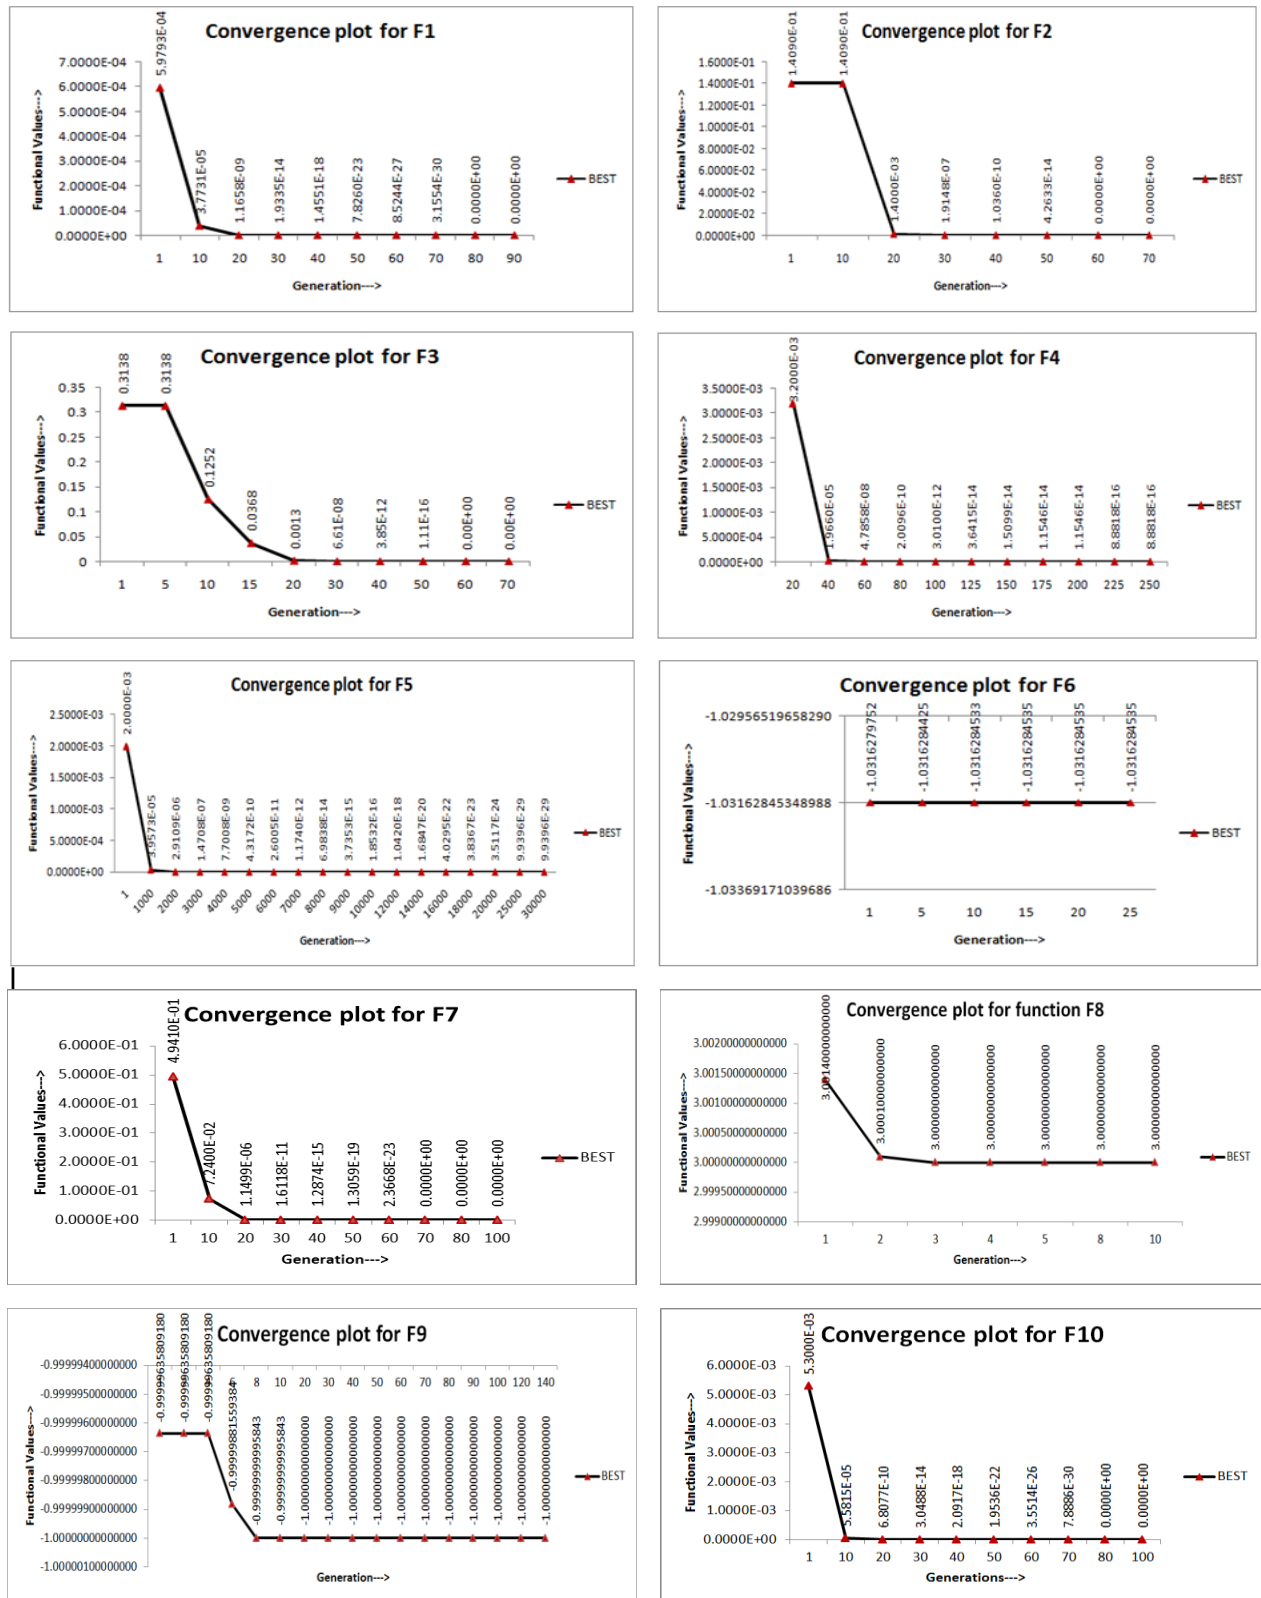 Convergence plot for F1
Functional Values--->
7.0000E-04
6.0000E-04
5.0000E-04
4.0000E-04
3.0000E-04
2.0000E-04
1.0000E-04
0.0000E+00
5.9793E-04
3.7731E-05
1.1658E-09
1.9335E-14
1.4551E-18
7.8260E-23
8.5244E-27
3.1554E-30
0.0000E+00
0.0000E+00
1 10 20 30 40 50 60 70 80 90
Generation--->
BEST
Convergence plot for F2
Functional Values--->
1.6000E-01
1.4000E-01
1.2000E-01
1.0000E-01
8.0000E-02
6.0000E-02
4.0000E-02
2.0000E-02
0.0000E+00
1.4090E-01
1.4090E-01
1.4000E-03
1.9148E-07
1.0360E-10
4.2633E-14
0.0000E+00
0.0000E+00
1 10 20 30 40 50 60 70
Generation--->
BEST
Convergence plot for F3
Functional Values--->
0.35
0.3
0.25
0.2
0.15
0.1
0.05
0
0.3138
0.3138
0.1252
0.0368
0.0013
6.61E-08
3.85E-12
1.11E-16
0.00E+00
0.00E+00
1 5 10 15 20 30 40 50 60 70
Generation--->
BEST
Convergence plot for F4
Functional Values--->
3.5000E-03
3.0000E-03
2.5000E-03
2.0000E-03
1.5000E-03
1.0000E-03
5.0000E-04
0.0000E+00
3.2000E-03
1.9660E-05
4.7858E-08
2.0096E-10
3.0100E-12
3.6415E-14
1.5099E-14
1.1546E-14
1.1546E-14
8.8818E-16
8.8818E-16
20 40 60 80 100 125 150 175 200 225 250
Generation--->
BEST
Convergence plot for F5
Functional Values--->
2.5000E-03
2.0000E-03
1.5000E-03
1.0000E-03
5.0000E-04
0.0000E+00
2.0000E-03
3.9573E-05
2.9109E-06
1.4708E-07
7.7008E-09
4.3172E-10
2.6005E-11
1.1740E-12
6.9838E-14
3.7353E-15
1.8532E-16
1.0420E-18
1.6847E-20
4.0295E-22
3.8367E-23
3.5117E-24
9.9396E-29
9.9396E-29
1 1000 2000 3000 4000 5000 6000 7000 8000 9000 10000 12000 14000 16000 18000 20000 25000 30000
Generation--->
BEST
Convergence plot for F6
Functional Values--->
-1.02956519658290
-1.03162845348988
-1.03369171039686
-1.0316279752
-1.0316284425
-1.0316284533
-1.0316284535
-1.0316284535
-1.0316284535
1 5 10 15 20 25
Generation--->
BEST
Convergence plot for F7
Functional Values--->
6.0000E-01
5.0000E-01
4.0000E-01
3.0000E-01
2.0000E-01
1.0000E-01
0.0000E+00
4.9410E-01
7.2400E-02
1.1499E-06
1.6118E-11
1.2874E-15
1.3059E-19
2.3668E-23
0.0000E+00
0.0000E+00
0.0000E+00
1 10 20 30 40 50 60 70 80 100
Generation--->
BEST
Convergence plot for function F8
Functional Values--->
3.00200000000000
3.00150000000000
3.00100000000000
3.00050000000000
3.00000000000000
2.99950000000000
2.99900000000000
3.00140000000000
3.00010000000000
3.00000000000000
3.00000000000000
3.00000000000000
3.00000000000000
3.00000000000000
1 2 3 4 5 8 10
Generation--->
BEST
Convergence plot for F9
Functional Values--->
-0.99999400000000
-0.99999500000000
-0.99999600000000
-0.99999700000000
-0.99999800000000
-0.99999900000000
-1.00000000000000
-1.00000100000000
-0.99999635809180
-0.99999635809180
-0.99999635809180
-0.99999881559384
-0.99999999995843
-0.99999999995843
-1.00000000000000
-1.00000000000000
-1.00000000000000
-1.00000000000000
-1.00000000000000
-1.00000000000000
-1.00000000000000
-1.00000000000000
-1.00000000000000
-1.00000000000000
-1.00000000000000
8 10 20 30 40 50 60 70 80 90 100 120 140
Generation--->
BEST
Convergence plot for F10
Functional Values--->
6.0000E-03
5.0000E-03
4.0000E-03
3.0000E-03
2.0000E-03
1.0000E-03
0.0000E+00
5.3000E-03
5.5815E-05
6.8077E-10
3.0488E-14
2.0917E-18
1.9536E-22
3.5514E-26
7.8886E-30
0.0000E+00
0.0000E+00
1 10 20 30 40 50 60 70 80 100
Generations--->
BEST